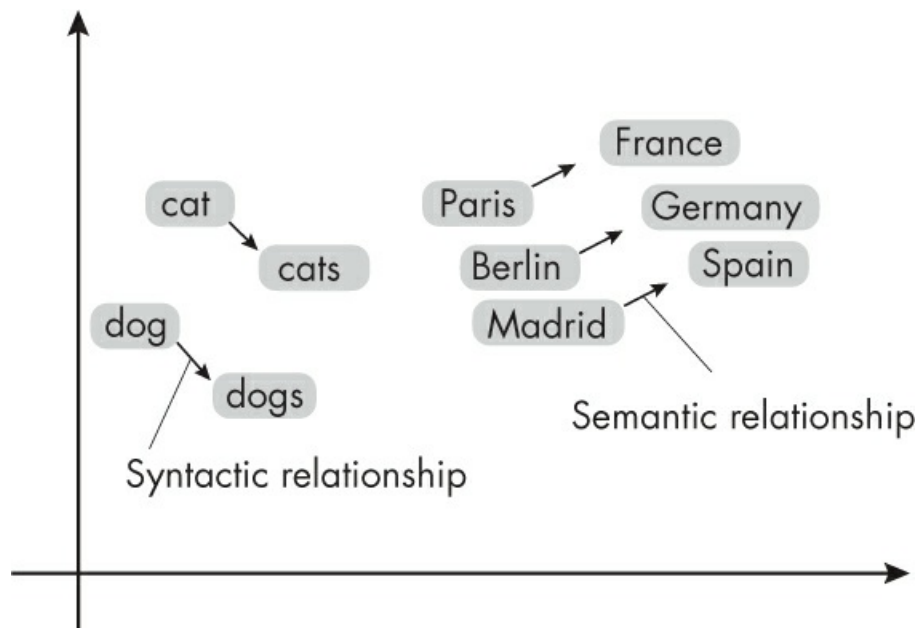 France
cat
Paris
Germany
cats
Berlin
Spain
dog
Madrid
dogs
Semantic relationship
Syntactic relationship